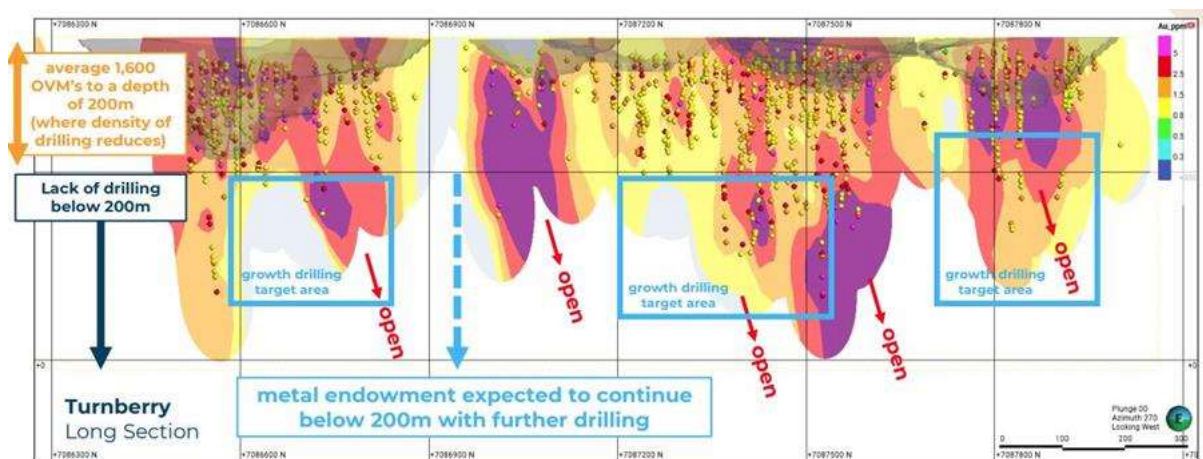 +7086300 N
+7086600 N
+7086900 N
+7087200 N
+7087500 N
+7087800 N
Au_ppm
5
2.5
1.5
0.8
0.5
0.3
average 1,600
OVM's to a depth
of 200m
(where density of
drilling reduces)
Lack of drilling
below 200m
growth drilling
target area
open
open
growth drilling
target area
open
open
growth drilling
target area
open
+0
+0
metal endowment expected to continue
below 200m with further drilling
Turnberry
Long Section
Plunge 00
Azimuth 270
Looking West
E
0 100 200 300
+7086300 N
+7086600 N
+7086900 N
+7087200 N
+7087500 N
+7087800 N